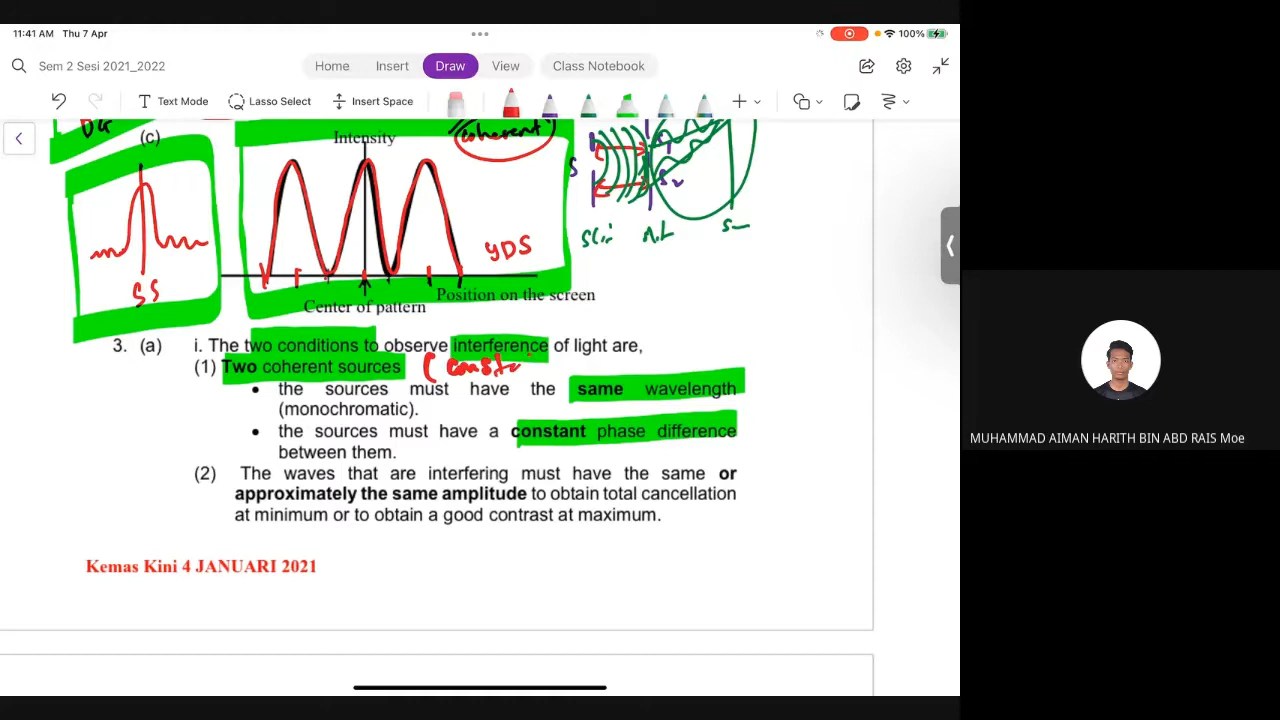 11:41 AM Thu 7 Apr
100%
Sem 2 Sesi 2021_2022
Home Insert Draw View Class Notebook
Text Mode Lasso Select Insert Space
(c)
Intensity
(coherent)
S
S1
S2
YDS
SS
Position on the screen
Center of pattern
3. (a) i. The two conditions to observe interference of light are,
(1) Two coherent sources (const
• the sources must have the same wavelength
(monochromatic).
• the sources must have a constant phase difference
between them.
(2) The waves that are interfering must have the same or
approximately the same amplitude to obtain total cancellation
at minimum or to obtain a good contrast at maximum.
Kemas Kini 4 JANUARI 2021
MUHAMMAD AIMAN HARITH BIN ABD RAIS Moe